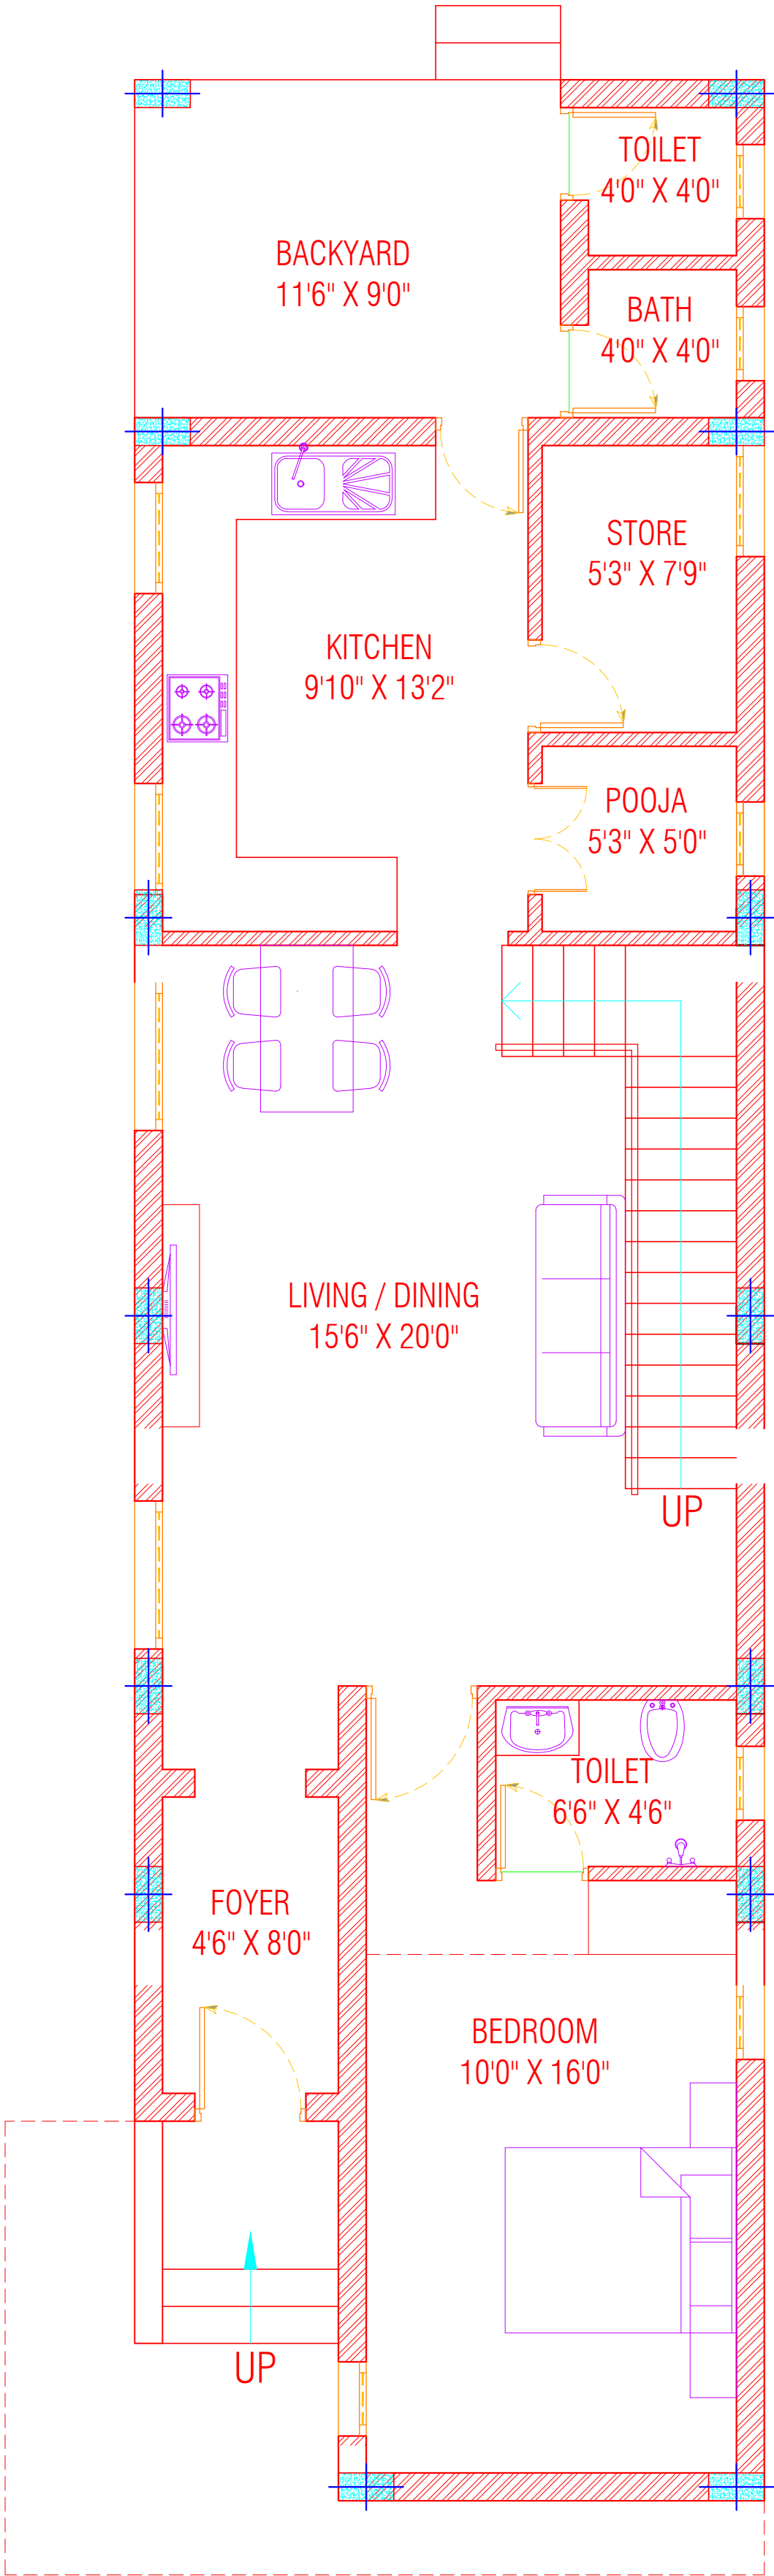 TOILET
4'0" X 4'0"
BACKYARD
11'6" X 9'0"
BATH
4'0" X 4'0"
STORE
5'3" X 7'9"
KITCHEN
9'10" X 13'2"
POOJA
5'3" X 5'0"
LIVING / DINING
15'6" X 20'0"
UP
TOILET
6'6" X 4'6"
FOYER
4'6" X 8'0"
BEDROOM
10'0" X 16'0"
UP